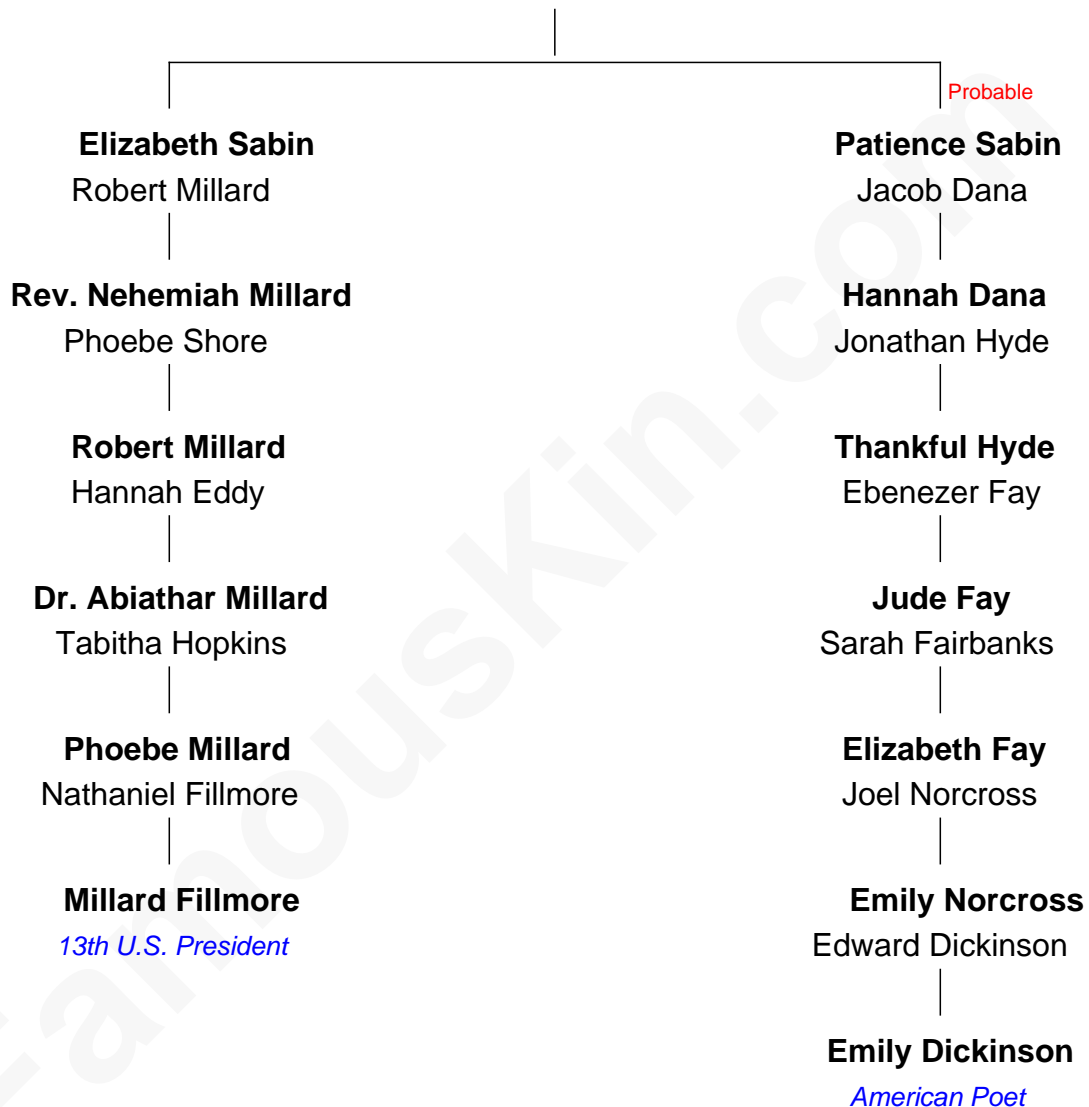 Probable
Elizabeth Sabin
Robert Millard
Patience Sabin
Jacob Dana
Rev. Nehemiah Millard
Phoebe Shore
Hannah Dana
Jonathan Hyde
Robert Millard
Hannah Eddy
Thankful Hyde
Ebenezer Fay
Dr. Abiathar Millard
Tabitha Hopkins
Jude Fay
Sarah Fairbanks
Phoebe Millard
Nathaniel Fillmore
Elizabeth Fay
Joel Norcross
Millard Fillmore
13th U.S. President
Emily Norcross
Edward Dickinson
Emily Dickinson
American Poet
FamousKin.com